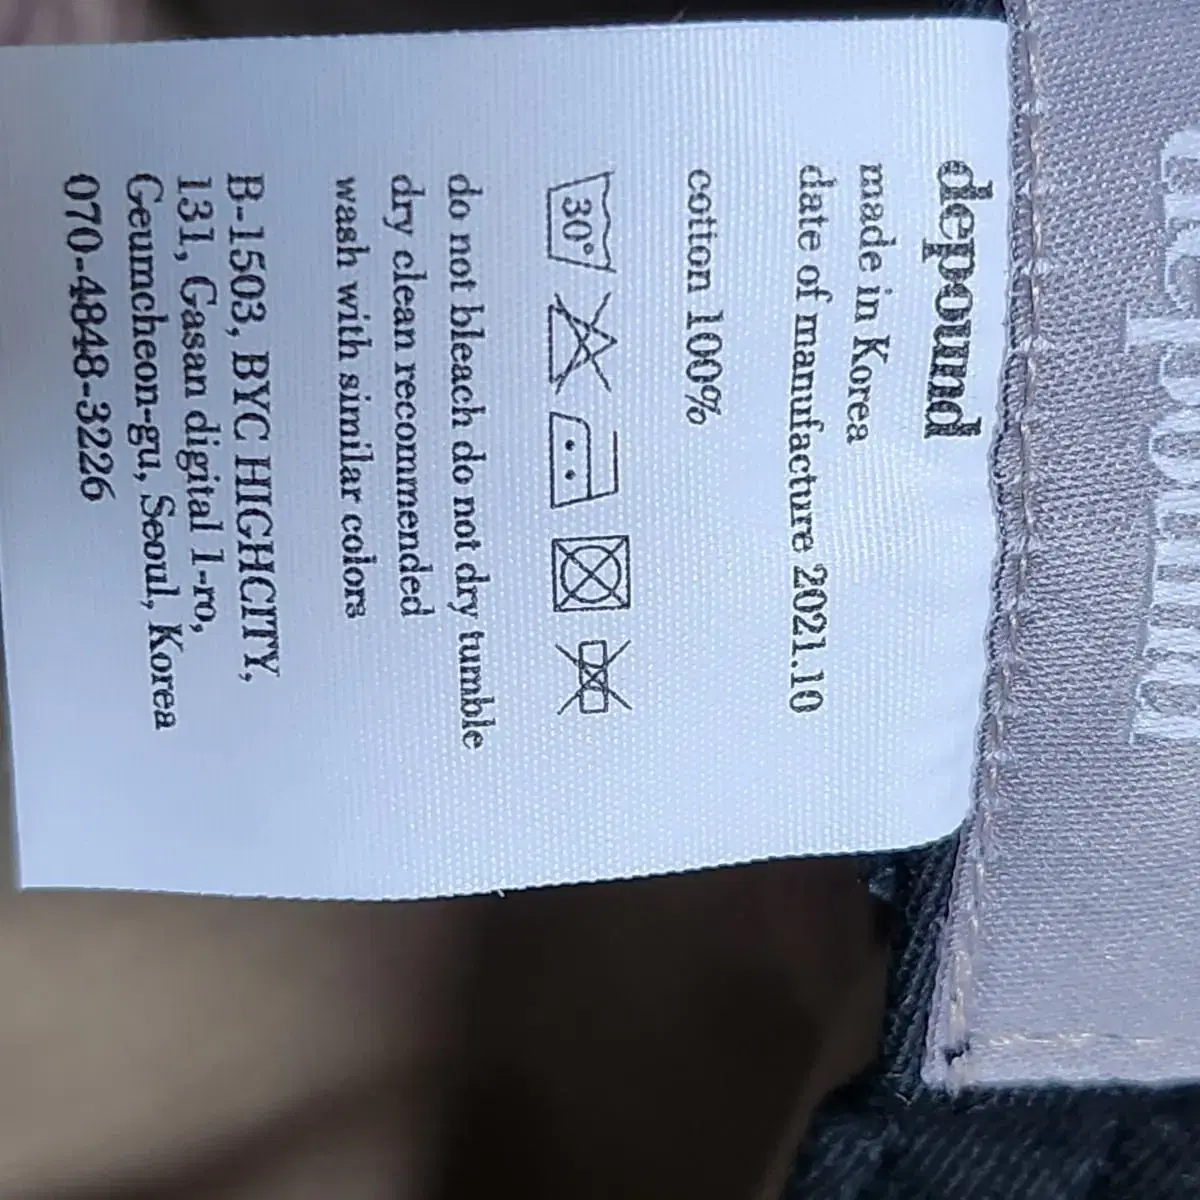 depound
made in Korea
date of manufacture 2021.10
cotton 100%
30°
do not bleach do not dry tumble
dry clean recommended
wash with similar colors
B-1503, BYC HIGHCITY,
131, Gasan digital 1-ro,
Geumcheon-gu, Seoul, Korea
070-4848-3226
depound